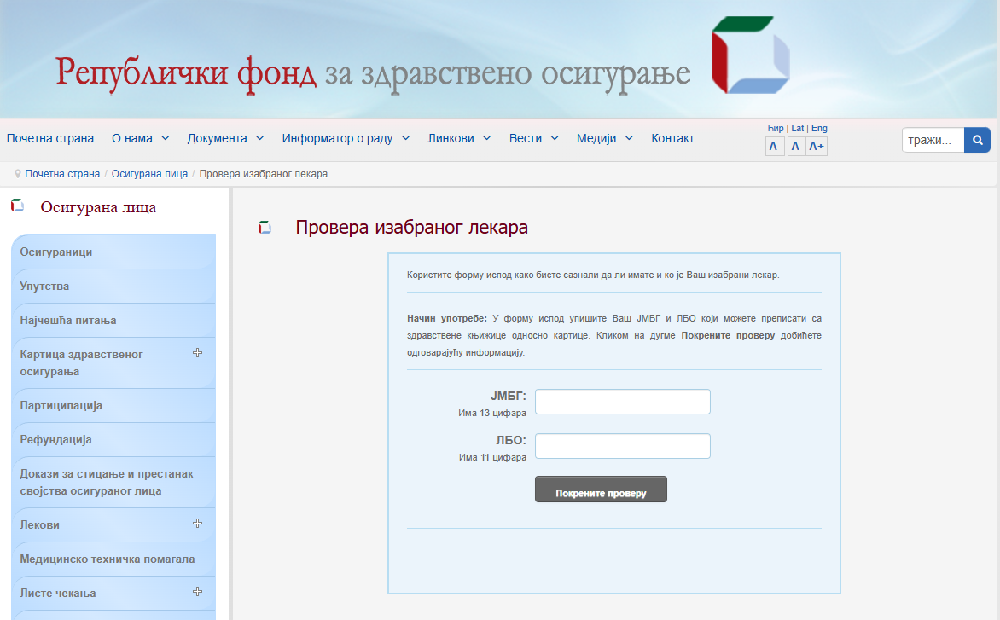 Републички фонд за здравствено осигурање
Почетна страна О нама Документа Информатор о раду Линкови Вести Медији Контакт
Ћир | Lat | Eng
A- A A+
тражи...
Почетна страна / Осигурана лица / Провера изабраног лекара
Осигурана лица
Осигураници
Упутства
Најчешћа питања
Картица здравственог
осигурања
Партиципација
Рефундација
Докази за стицање и престанак
својства осигураног лица
Лекови
Медицинско техничка помагала
Листе чекања
Провера изабраног лекара
Користите форму испод како бисте сазнали да ли имате и ко је Ваш изабрани лекар.
Начин употребе: У форму испод упишите Ваш ЈМБГ и ЛБО који можете преписати са
здравствене књижице односно картице. Кликом на дугме Покрените проверу добићете
одговарајућу информацију.
ЈМБГ:
Има 13 цифара
ЛБО:
Има 11 цифара
Покрените проверу